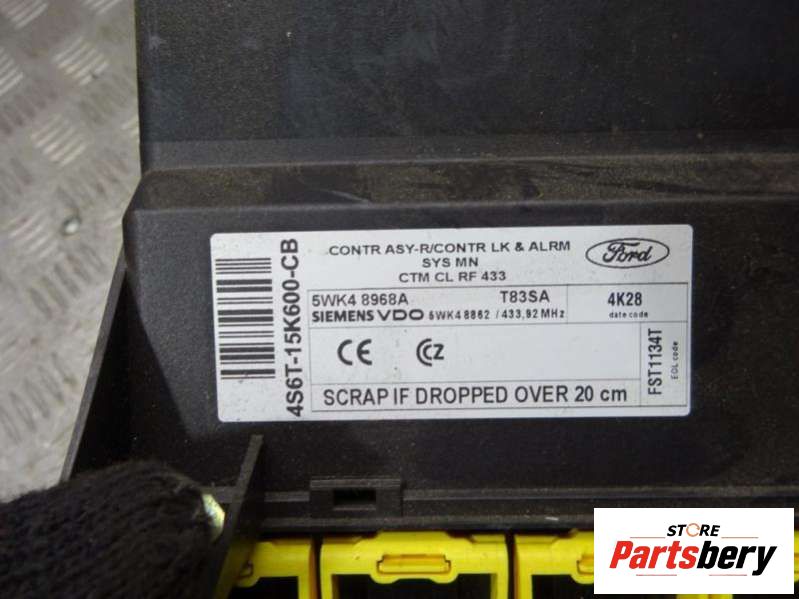 CONTR ASY-R/CONTR LK & ALRM
SYS MN
CTM CL RF 433
Ford
4S6T-15K600-CB
5WK4 8968A T83SA
SIEMENS VDO 5WK4 8862 / 433,92 MHz
4K28
date code
CE CZ
FST1134T
EOL code
SCRAP IF DROPPED OVER 20 cm
STORE
Partsbery